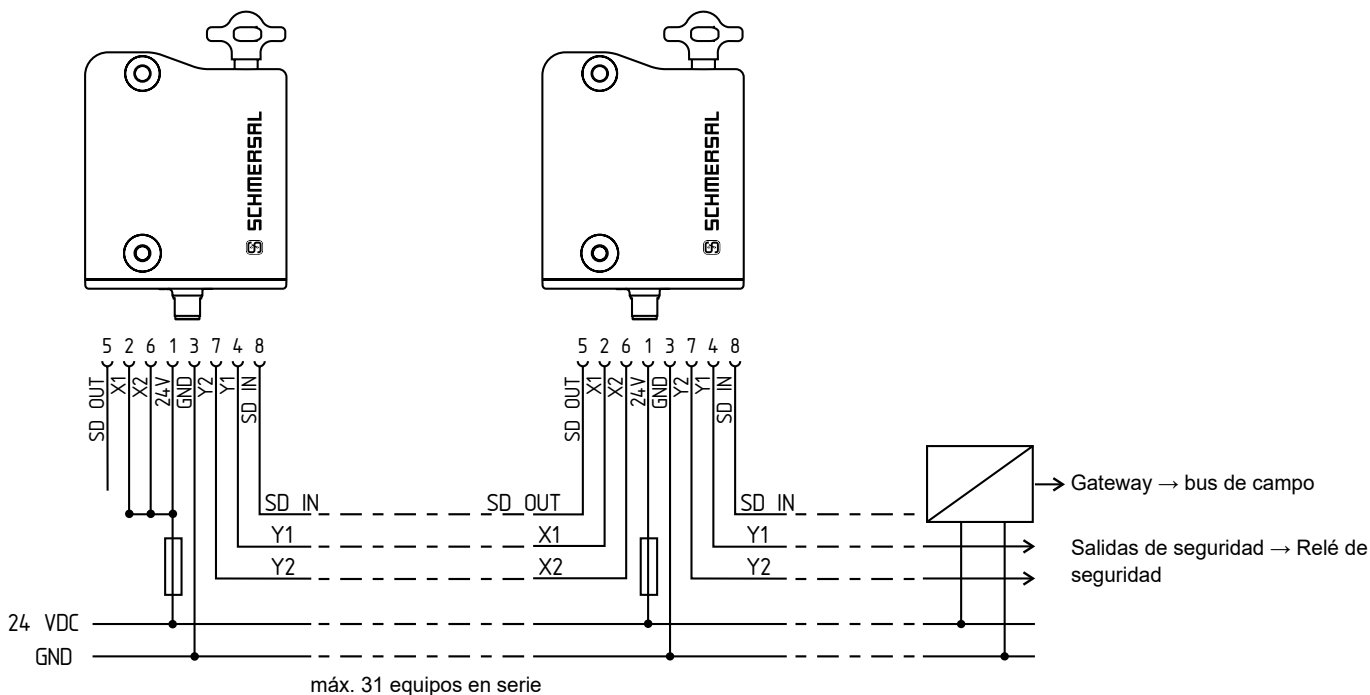 SCHMERSAL
SCHMERSAL
5 2 6 1 3 7 4 8
5 2 6 1 3 7 4 8
SD OUT
X1
X2
24V
GND
Y2
Y1
SD IN
SD OUT
X1
X2
24V
GND
Y2
Y1
SD IN
SD IN
SD OUT
SD IN
Gateway → bus de campo
Y1
X1
Y1
Salidas de seguridad → Relé de
seguridad
Y2
X2
Y2
24 VDC
GND
máx. 31 equipos en serie